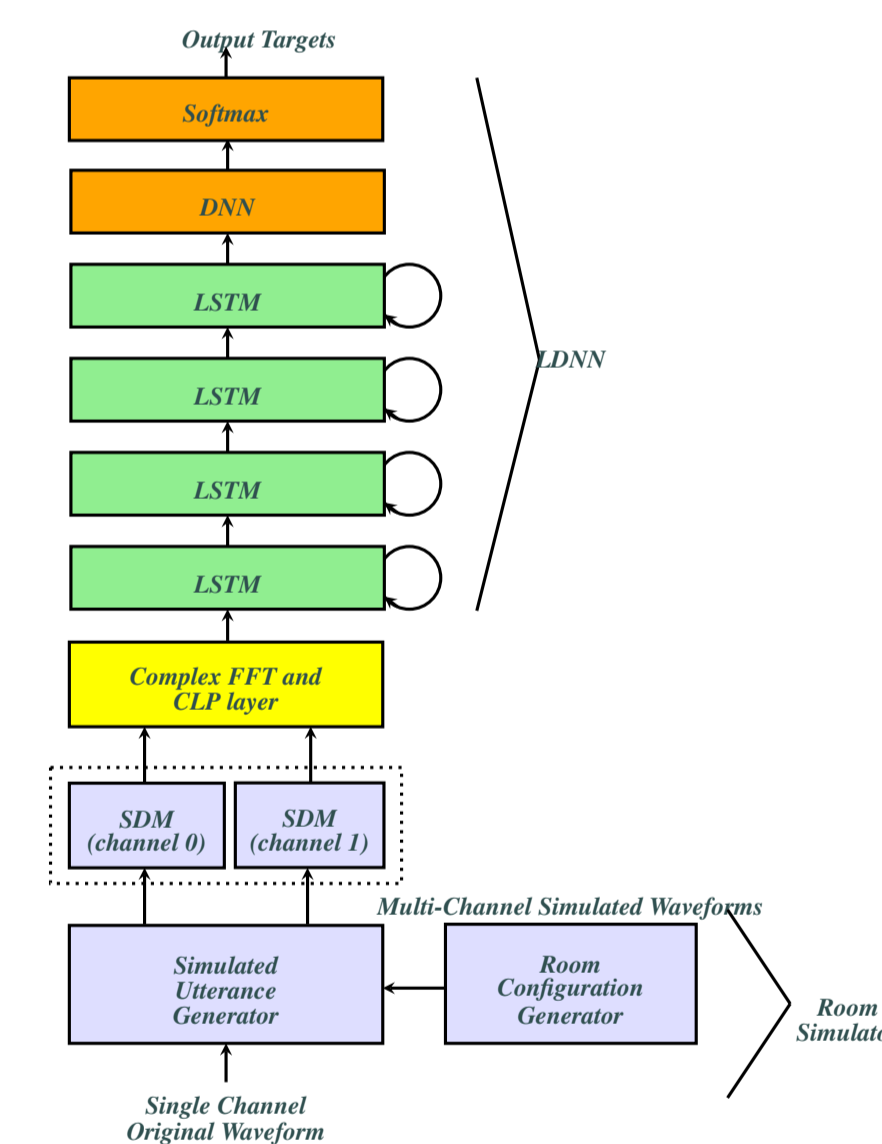 Output Targets
Softmax
DNN
LSTM
LDNN
LSTM
LSTM
LSTM
Complex FFT and
CLP layer
SDM
(channel 0)
SDM
(channel 1)
Multi-Channel Simulated Waveforms
Simulated
Utterance
Generator
Room
Configuration
Generator
Room
Simulato
Single Channel
Original Waveform